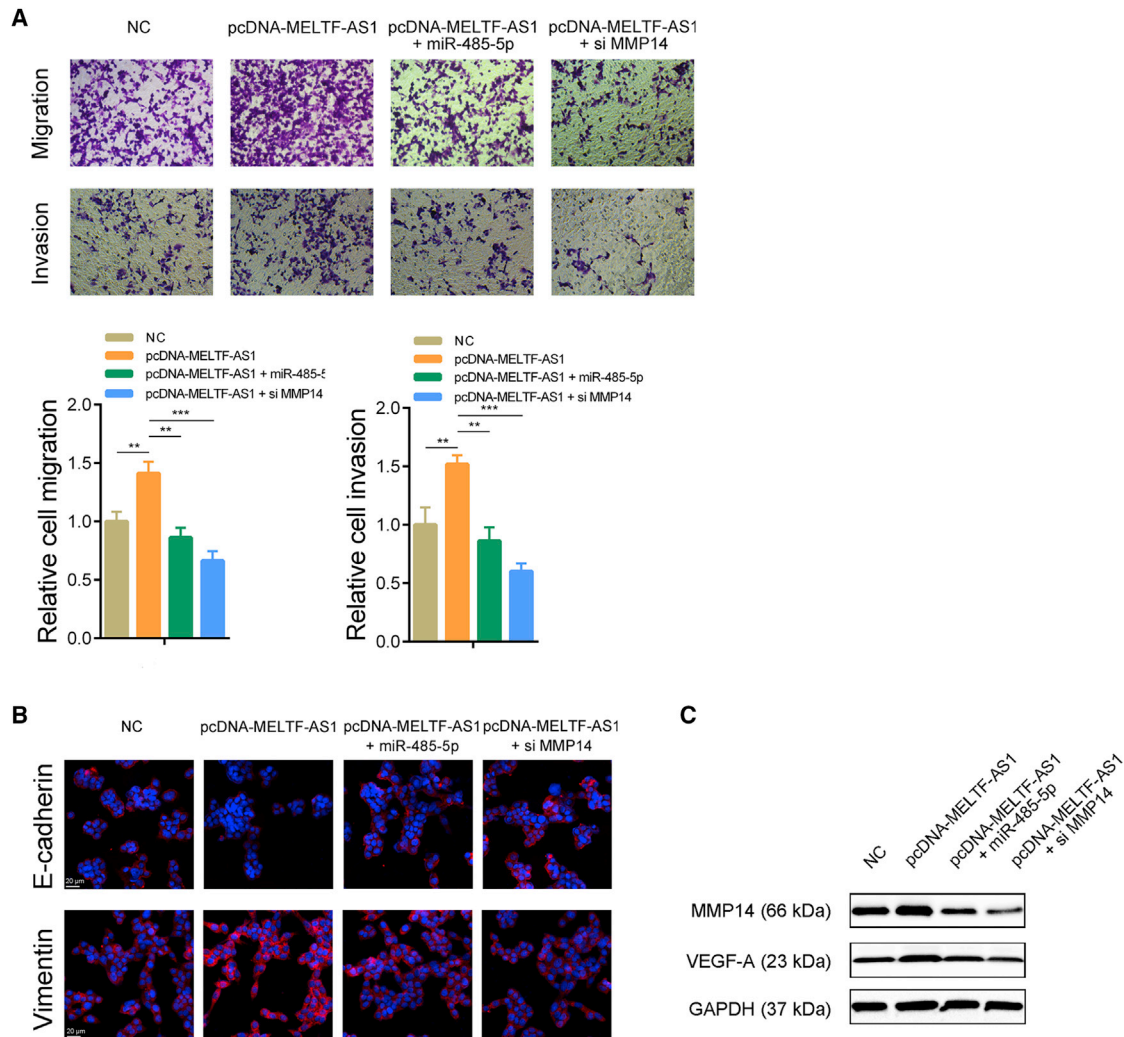 A
NC
pcDNA-MELTF-AS1
pcDNA-MELTF-AS1
+ miR-485-5p
pcDNA-MELTF-AS1
+ si MMP14
Migration
Invasion
NC
pcDNA-MELTF-AS1
pcDNA-MELTF-AS1 + miR-485-5
pcDNA-MELTF-AS1 + si MMP14
Relative cell migration
2.0
1.5
1.0
0.5
0.0
**
**
***
NC
pcDNA-MELTF-AS1
pcDNA-MELTF-AS1 + miR-485-5p
pcDNA-MELTF-AS1 + si MMP14
Relative cell invasion
2.0
1.5
1.0
0.5
0.0
**
**
***
B
NC
pcDNA-MELTF-AS1
pcDNA-MELTF-AS1
+ miR-485-5p
pcDNA-MELTF-AS1
+ si MMP14
E-cadherin
20 μm
Vimentin
20 μm
C
NC
pcDNA-MELTF-AS1
pcDNA-MELTF-AS1
+ miR-485-5p
pcDNA-MELTF-AS1
+ si MMP14
MMP14 (66 kDa)
VEGF-A (23 kDa)
GAPDH (37 kDa)